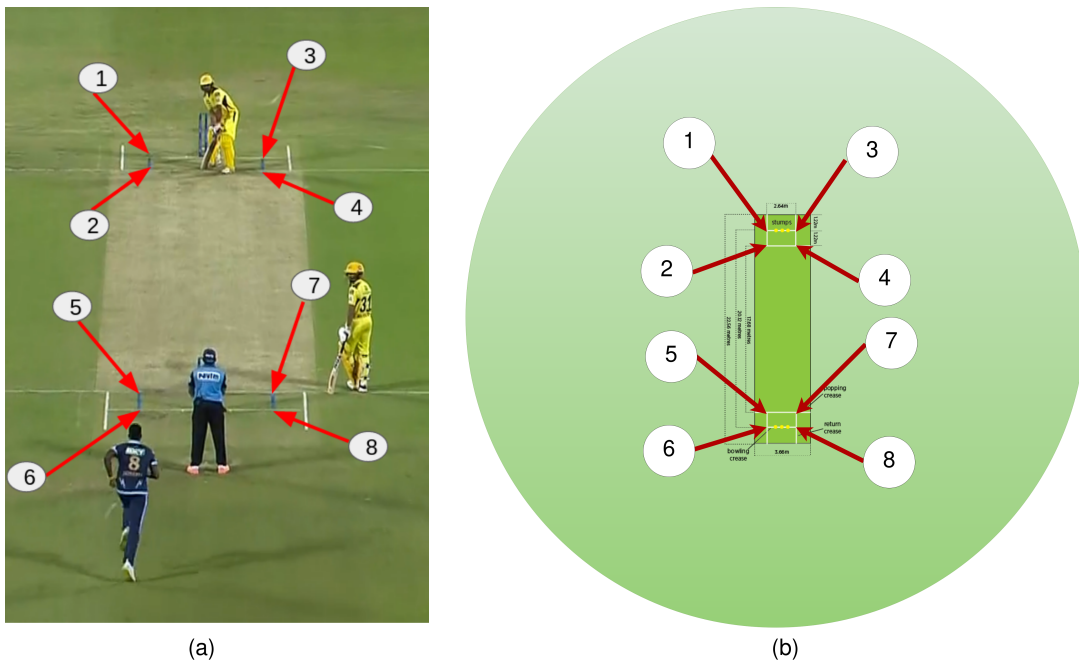 1
3
2
4
5
7
6
8
31
8
(a)
1
3
2.64m
stumps
1.22m
2
4
22.56 metres
20.12 metres
17.68 metres
5
7
popping
crease
6
return
crease
bowling
crease
3.66m
8
(b)